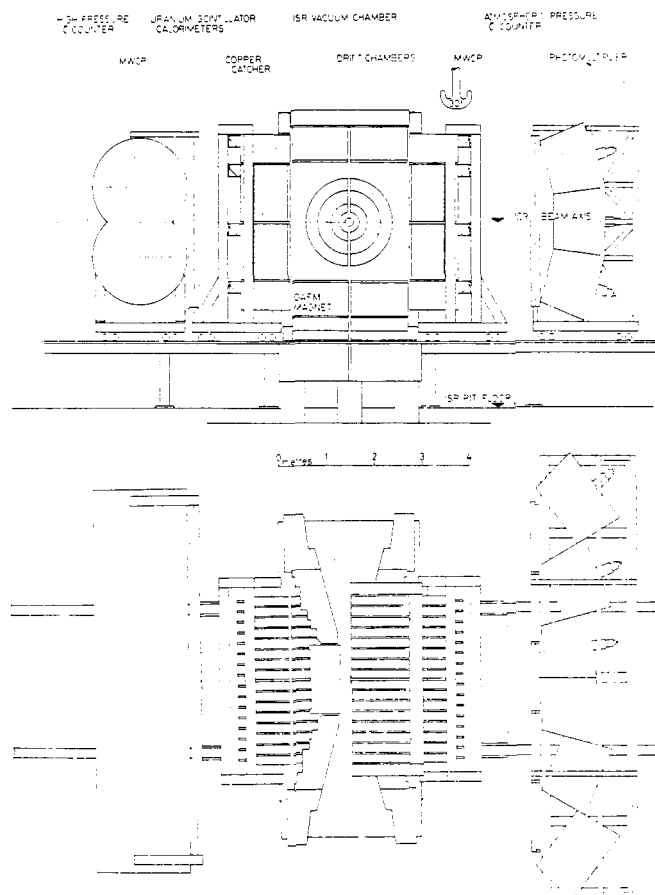 HIGH PRESSURE URANIUM SCINTILLATOR ISR VACUUM CHAMBER ATMOSPHERIC PRESSURE
C COUNTER CALORIMETERS C COUNTER
MWCP COPPER DRIFT CHAMBERS MWCP PHOTOMULTIPLIER
CATCHER
ISR BEAM AXIS
MAGNET
ISR PIT FLOOR
0 1 2 3 4
metres